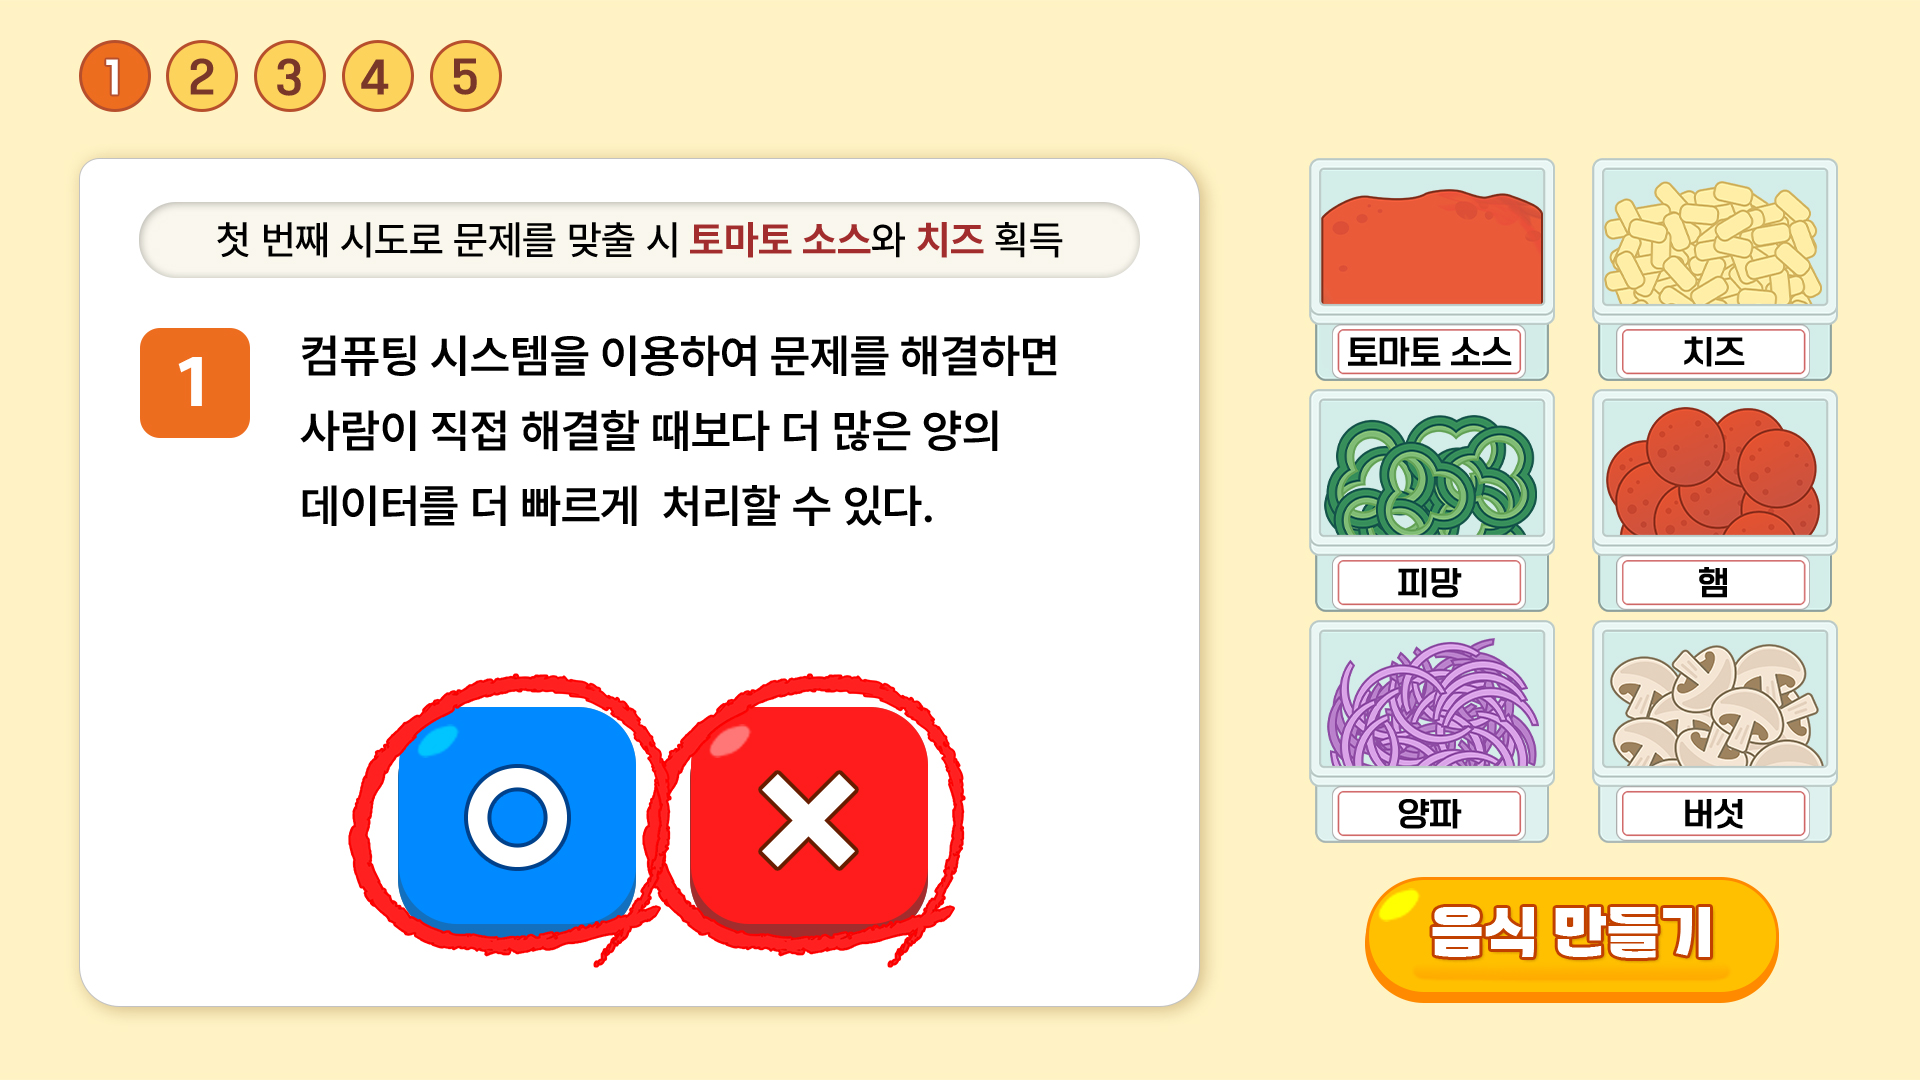 1 2 3 4 5
첫 번째 시도로 문제를 맞출 시 토마토 소스와 치즈 획득
1
컴퓨팅 시스템을 이용하여 문제를 해결하면
사람이 직접 해결할 때보다 더 많은 양의
데이터를 더 빠르게 처리할 수 있다.
토마토 소스
치즈
피망
햄
양파
버섯
음식 만들기